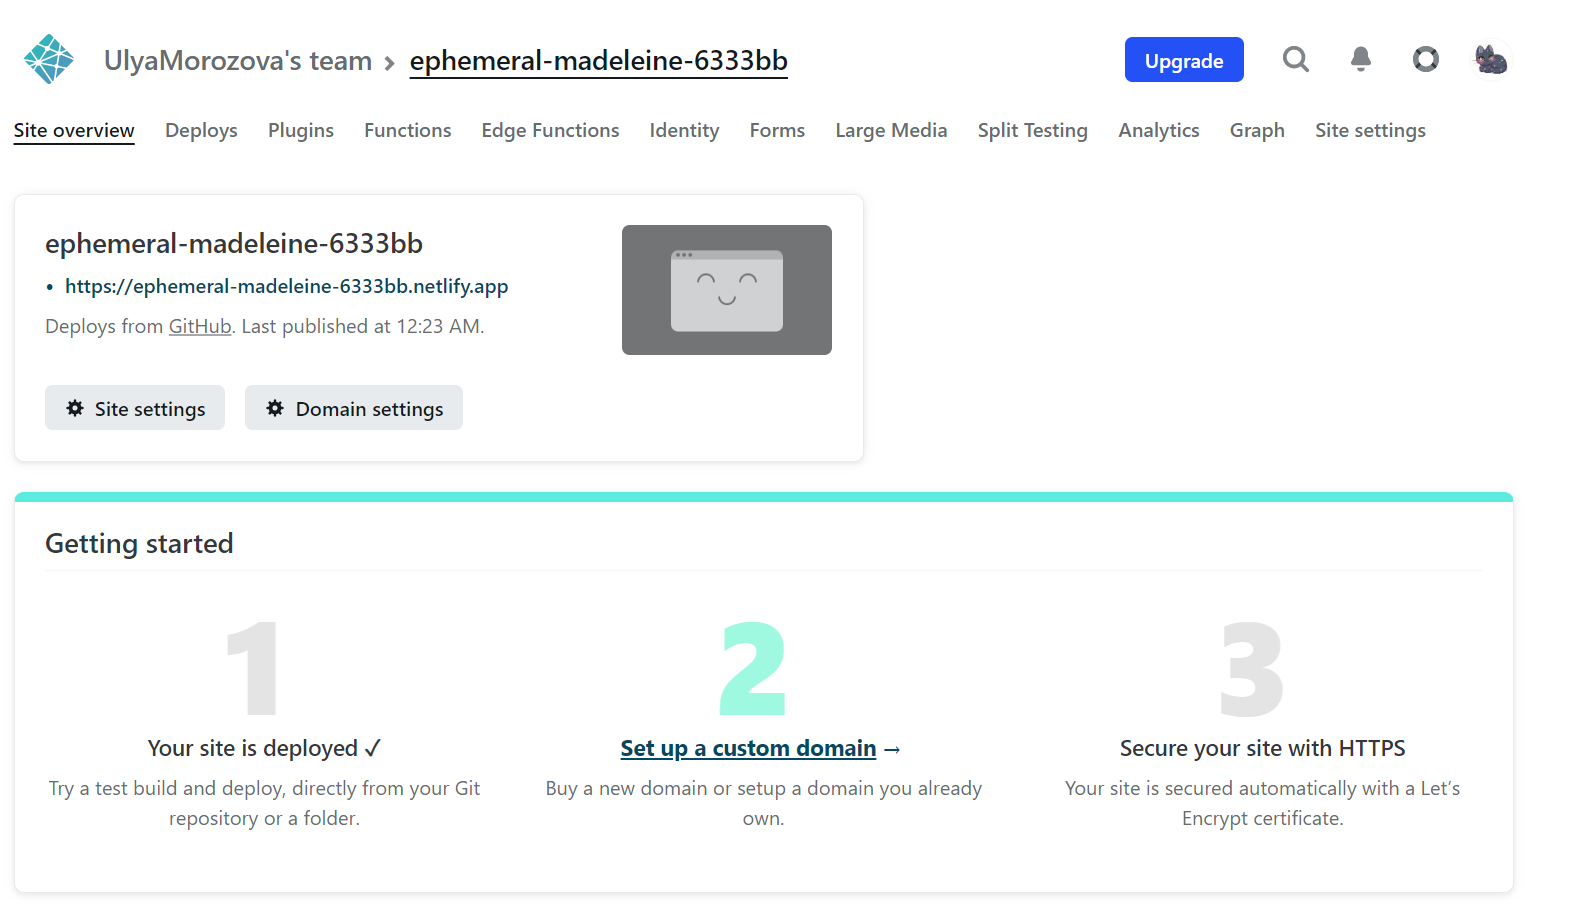 UlyaMorozova's team > ephemeral-madeleine-6333bb
Upgrade
Site overview Deploys Plugins Functions Edge Functions Identity Forms Large Media Split Testing Analytics Graph Site settings
ephemeral-madeleine-6333bb
• https://ephemeral-madeleine-6333bb.netlify.app
Deploys from GitHub. Last published at 12:23 AM.
Site settings
Domain settings
Getting started
1
Your site is deployed ✓
Try a test build and deploy, directly from your Git
repository or a folder.
2
Set up a custom domain →
Buy a new domain or setup a domain you already
own.
3
Secure your site with HTTPS
Your site is secured automatically with a Let’s
Encrypt certificate.